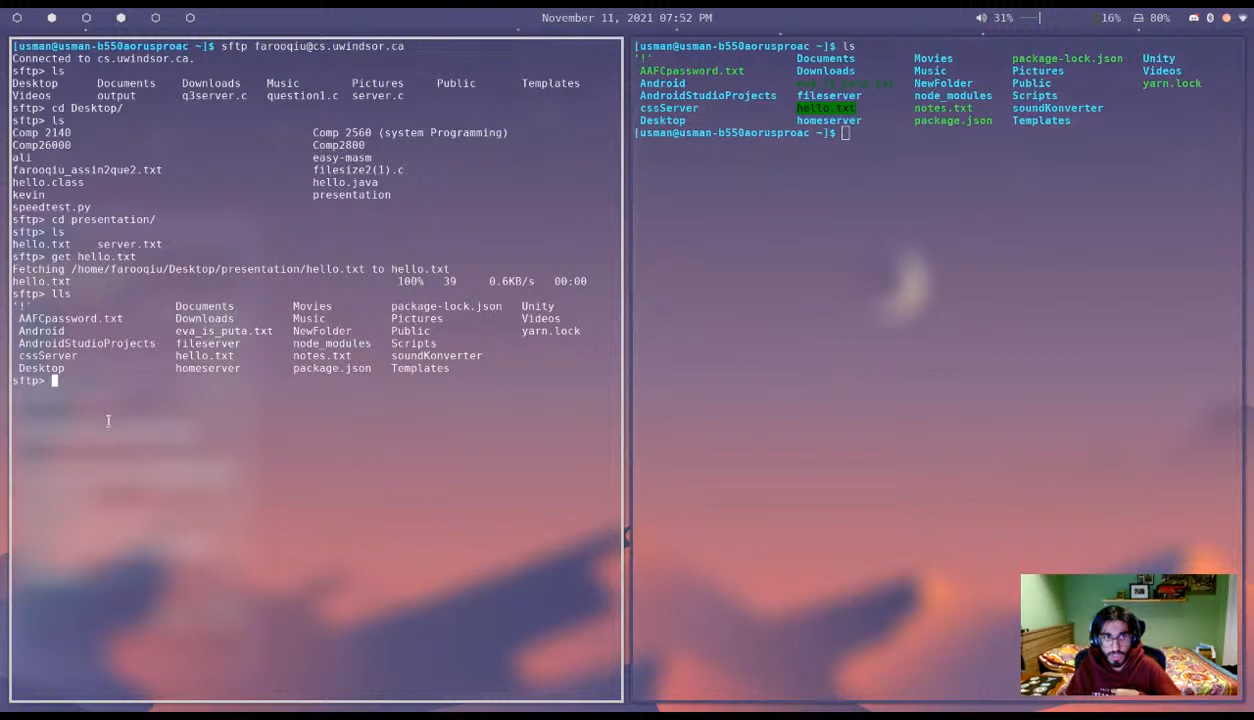 November 11, 2021 07:52 PM
31%
16%
80%
[usman@usman-b550aorusproac ~]$ sftp farooqiu@cs.uwindsor.ca
Connected to cs.uwindsor.ca.
sftp> ls
Desktop Documents Downloads Music Pictures Public Templates
Videos output q3server.c question1.c server.c
sftp> cd Desktop/
sftp> ls
Comp 2140 Comp 2560 (system Programming)
Comp26000 Comp2800
ali easy-masm
farooqiu_assin2que2.txt filesize2(1).c
hello.class hello.java
kevin presentation
speedtest.py
sftp> cd presentation/
sftp> ls
hello.txt server.txt
sftp> get hello.txt
Fetching /home/farooqiu/Desktop/presentation/hello.txt to hello.txt
hello.txt 100% 39 0.6KB/s 00:00
sftp> lls
'!' Documents Movies package-lock.json Unity
AAFCpassword.txt Downloads Music Pictures Videos
Android eva_is_puta.txt NewFolder Public yarn.lock
AndroidStudioProjects fileserver node_modules Scripts
cssServer hello.txt notes.txt soundKonverter
Desktop homeserver package.json Templates
sftp>
[usman@usman-b550aorusproac ~]$ ls
'!' Documents Movies package-lock.json Unity
AAFCpassword.txt Downloads Music Pictures Videos
Android eva_is_puta.txt NewFolder Public yarn.lock
AndroidStudioProjects fileserver node_modules Scripts
cssServer hello.txt notes.txt soundKonverter
Desktop homeserver package.json Templates
[usman@usman-b550aorusproac ~]$